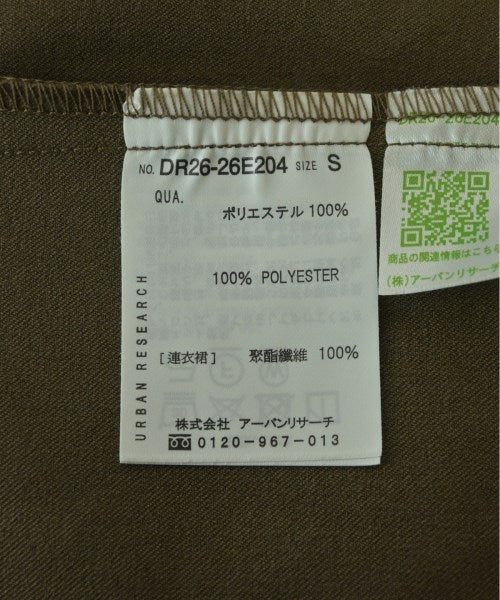 NO. DR26-26E204 SIZE S
QUA.
ポリエステル 100%
100% POLYESTER
[連衣裙] 聚酯纖維 100%
URBAN RESEARCH
株式会社 アーバンリサーチ
0120-967-013
DR26-26E204
商品の関連情報はこち
(株)アーバンリサーチ